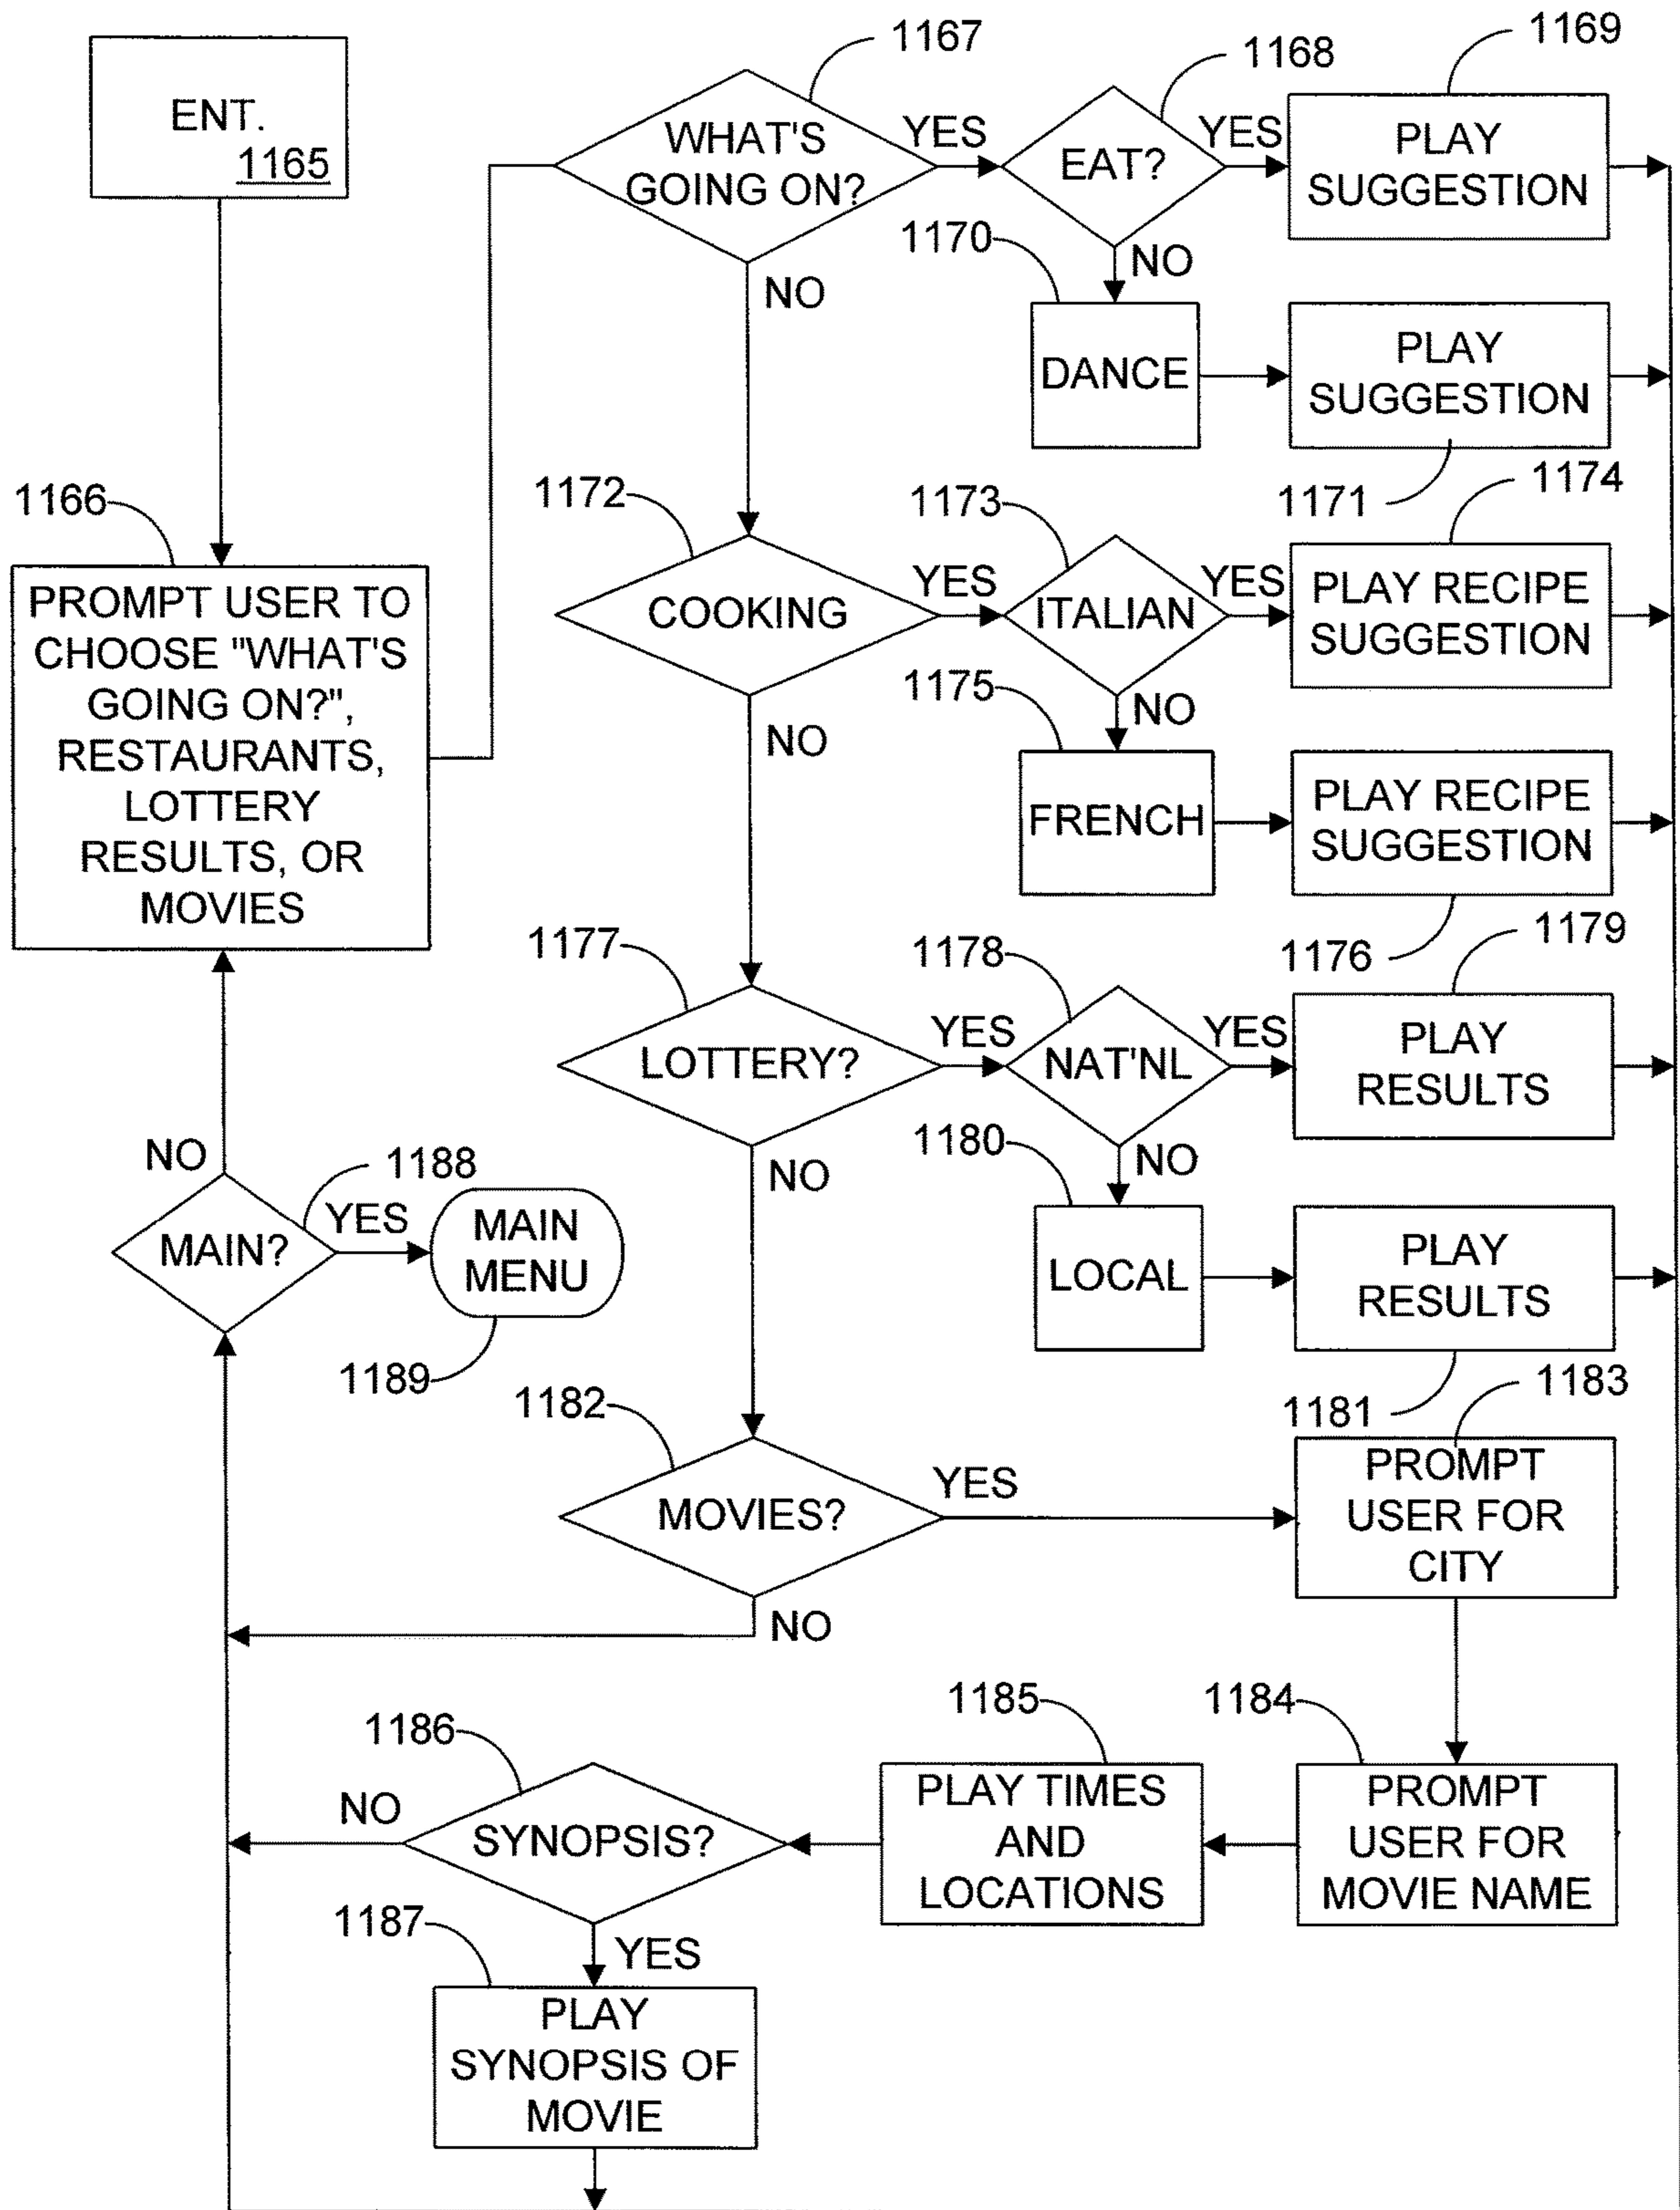 ENT.
1165
1166
PROMPT USER TO
CHOOSE "WHAT'S
GOING ON?",
RESTAURANTS,
LOTTERY
RESULTS, OR
MOVIES
1167
WHAT'S
GOING ON?
YES
NO
1168
EAT?
YES
NO
1169
PLAY
SUGGESTION
1170
DANCE
PLAY
SUGGESTION
1171
1172
COOKING
YES
NO
1173
ITALIAN
YES
NO
1174
PLAY RECIPE
SUGGESTION
1175
FRENCH
PLAY RECIPE
SUGGESTION
1176
1177
LOTTERY?
YES
NO
1178
NAT'NL
YES
NO
1179
PLAY
RESULTS
1180
LOCAL
PLAY
RESULTS
1181
1182
MOVIES?
YES
NO
1183
PROMPT
USER FOR
CITY
1184
PROMPT
USER FOR
MOVIE NAME
1185
PLAY TIMES
AND
LOCATIONS
1186
SYNOPSIS?
NO
YES
1187
PLAY
SYNOPSIS OF
MOVIE
NO
1188
MAIN?
YES
MAIN
MENU
1189